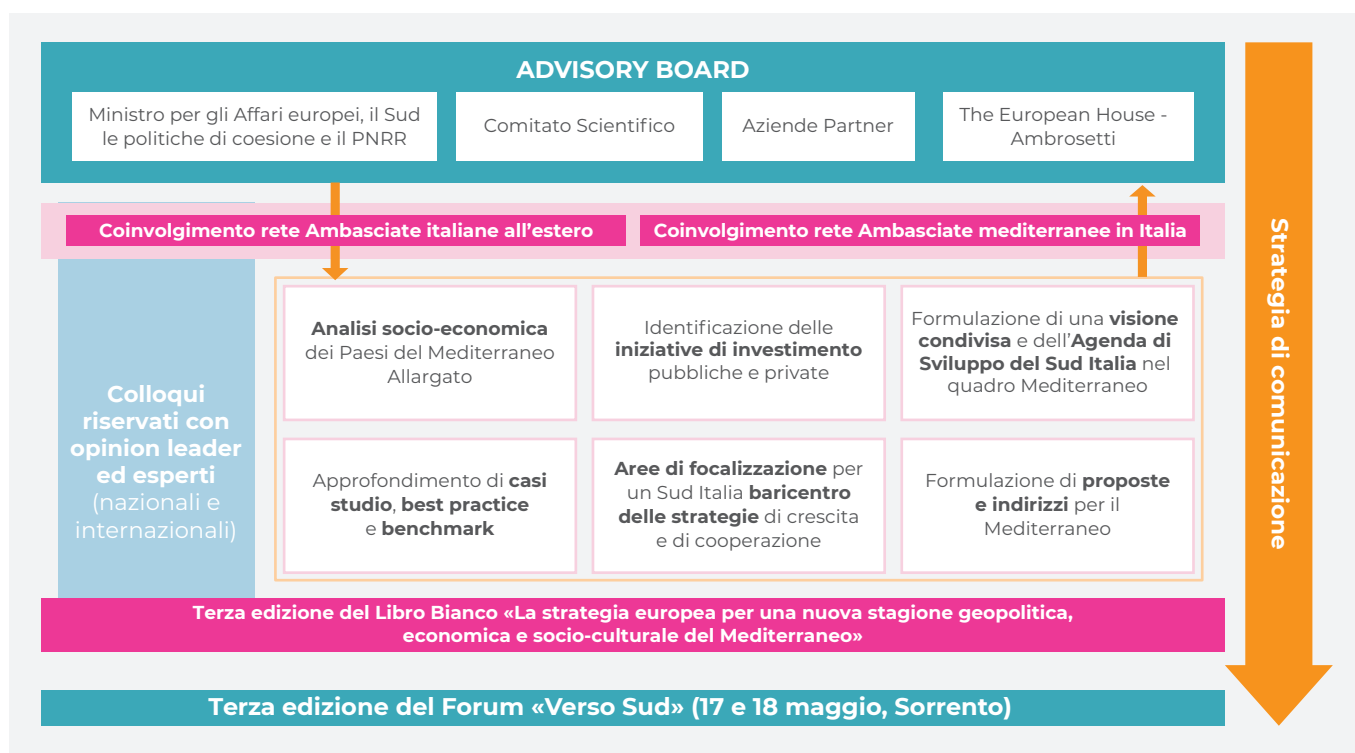 ADVISORY BOARD
Ministro per gli Affari europei, il Sud
le politiche di coesione e il PNRR
Comitato Scientifico
Aziende Partner
The European House -
Ambrosetti
Coinvolgimento rete Ambasciate italiane all’estero
Coinvolgimento rete Ambasciate mediterranee in Italia
Colloqui
riservati con
opinion leader
ed esperti
(nazionali e
internazionali)
Analisi socio-economica
dei Paesi del Mediterraneo
Allargato
Identificazione delle
iniziative di investimento
pubbliche e private
Formulazione di una visione
condivisa e dell’Agenda di
Sviluppo del Sud Italia nel
quadro Mediterraneo
Approfondimento di casi
studio, best practice
e benchmark
Aree di focalizzazione per
un Sud Italia baricentro
delle strategie di crescita
e di cooperazione
Formulazione di proposte
e indirizzi per il
Mediterraneo
Terza edizione del Libro Bianco «La strategia europea per una nuova stagione geopolitica,
economica e socio-culturale del Mediterraneo»
Terza edizione del Forum «Verso Sud» (17 e 18 maggio, Sorrento)
Strategia di comunicazione